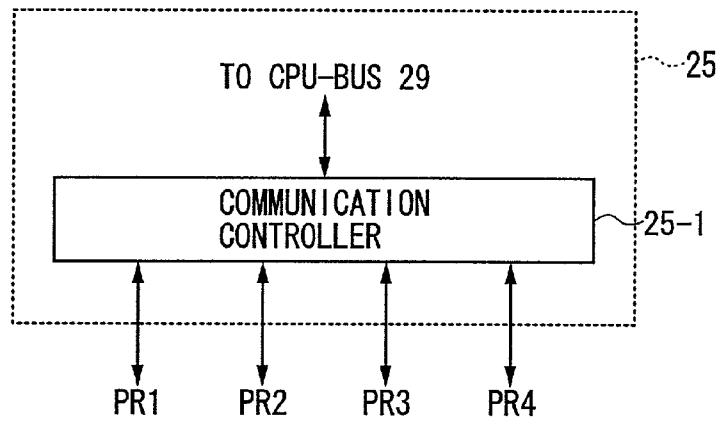 25
TO CPU-BUS 29
COMMUNICATION
CONTROLLER
25-1
PR1 PR2 PR3 PR4